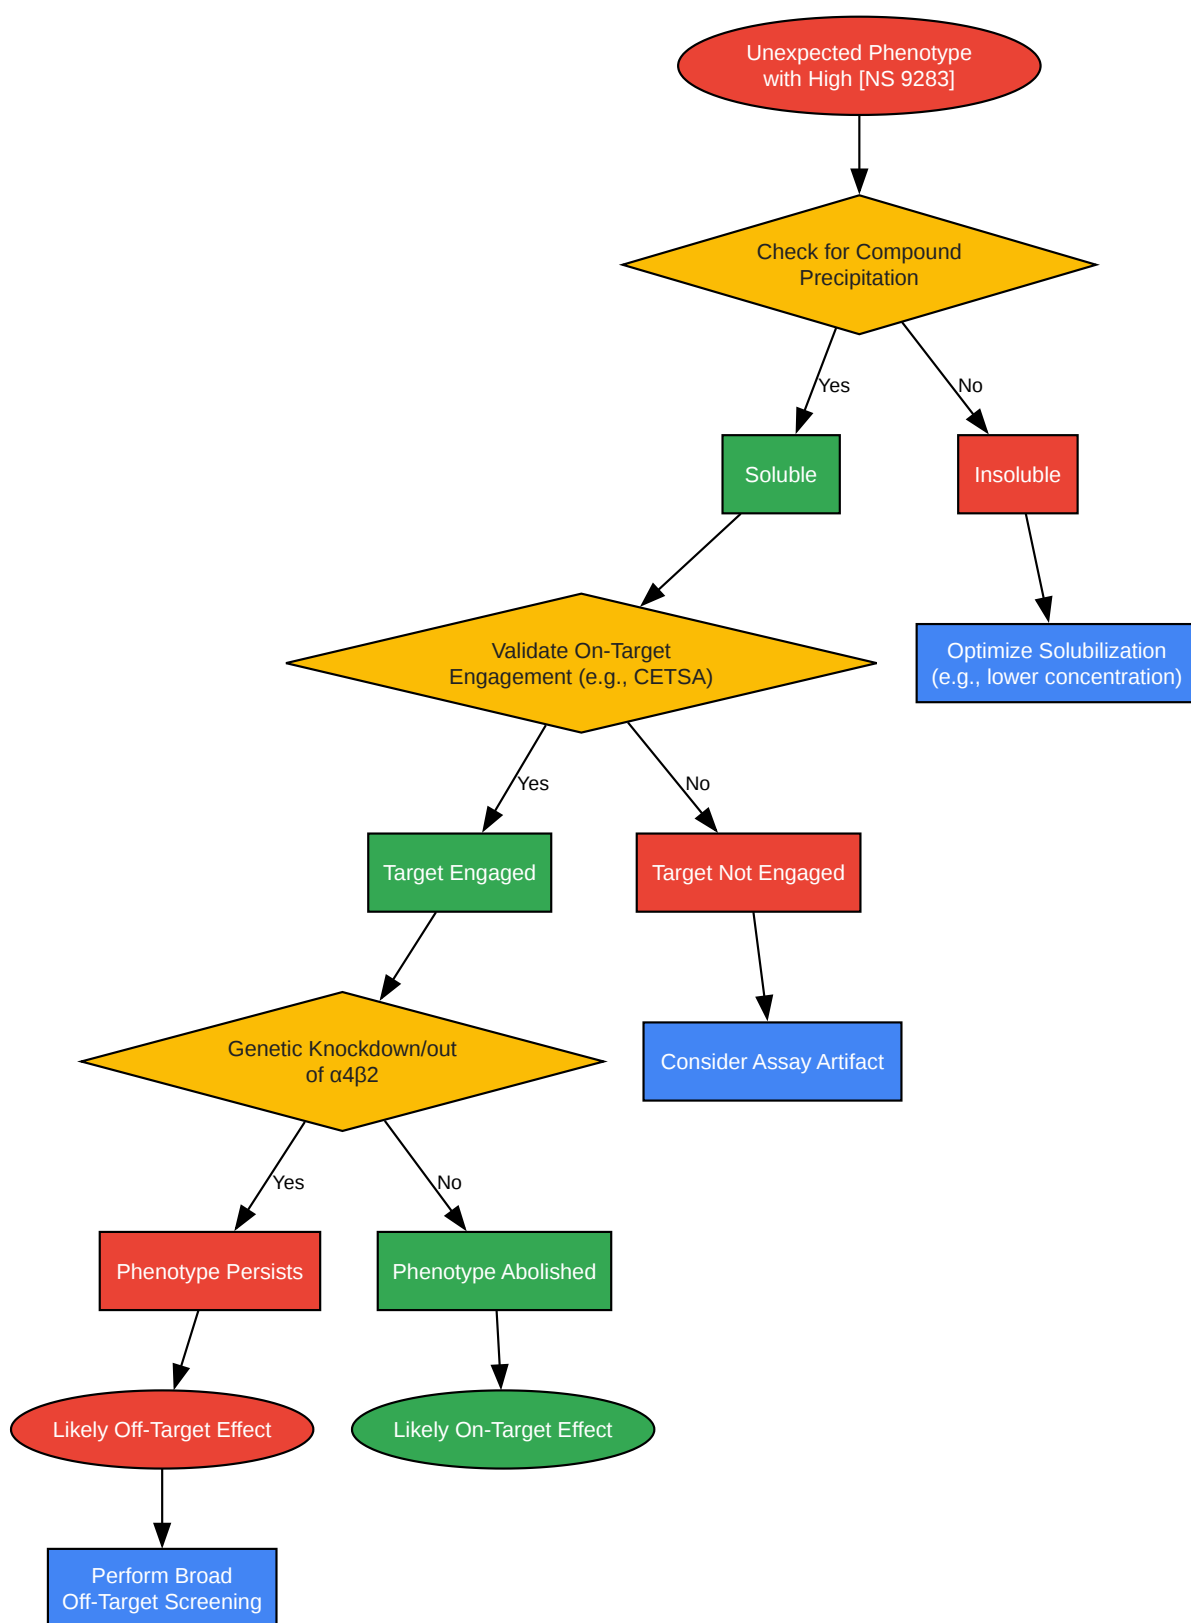 Unexpected Phenotype
with High [NS 9283]
Check for Compound
Precipitation
Yes
No
Soluble
Insoluble
Validate On-Target
Engagement (e.g., CETSA)
Optimize Solubilization
(e.g., lower concentration)
Yes
No
Target Engaged
Target Not Engaged
Genetic Knockdown/out
of α4β2
Consider Assay Artifact
Yes
No
Phenotype Persists
Phenotype Abolished
Likely Off-Target Effect
Likely On-Target Effect
Perform Broad
Off-Target Screening